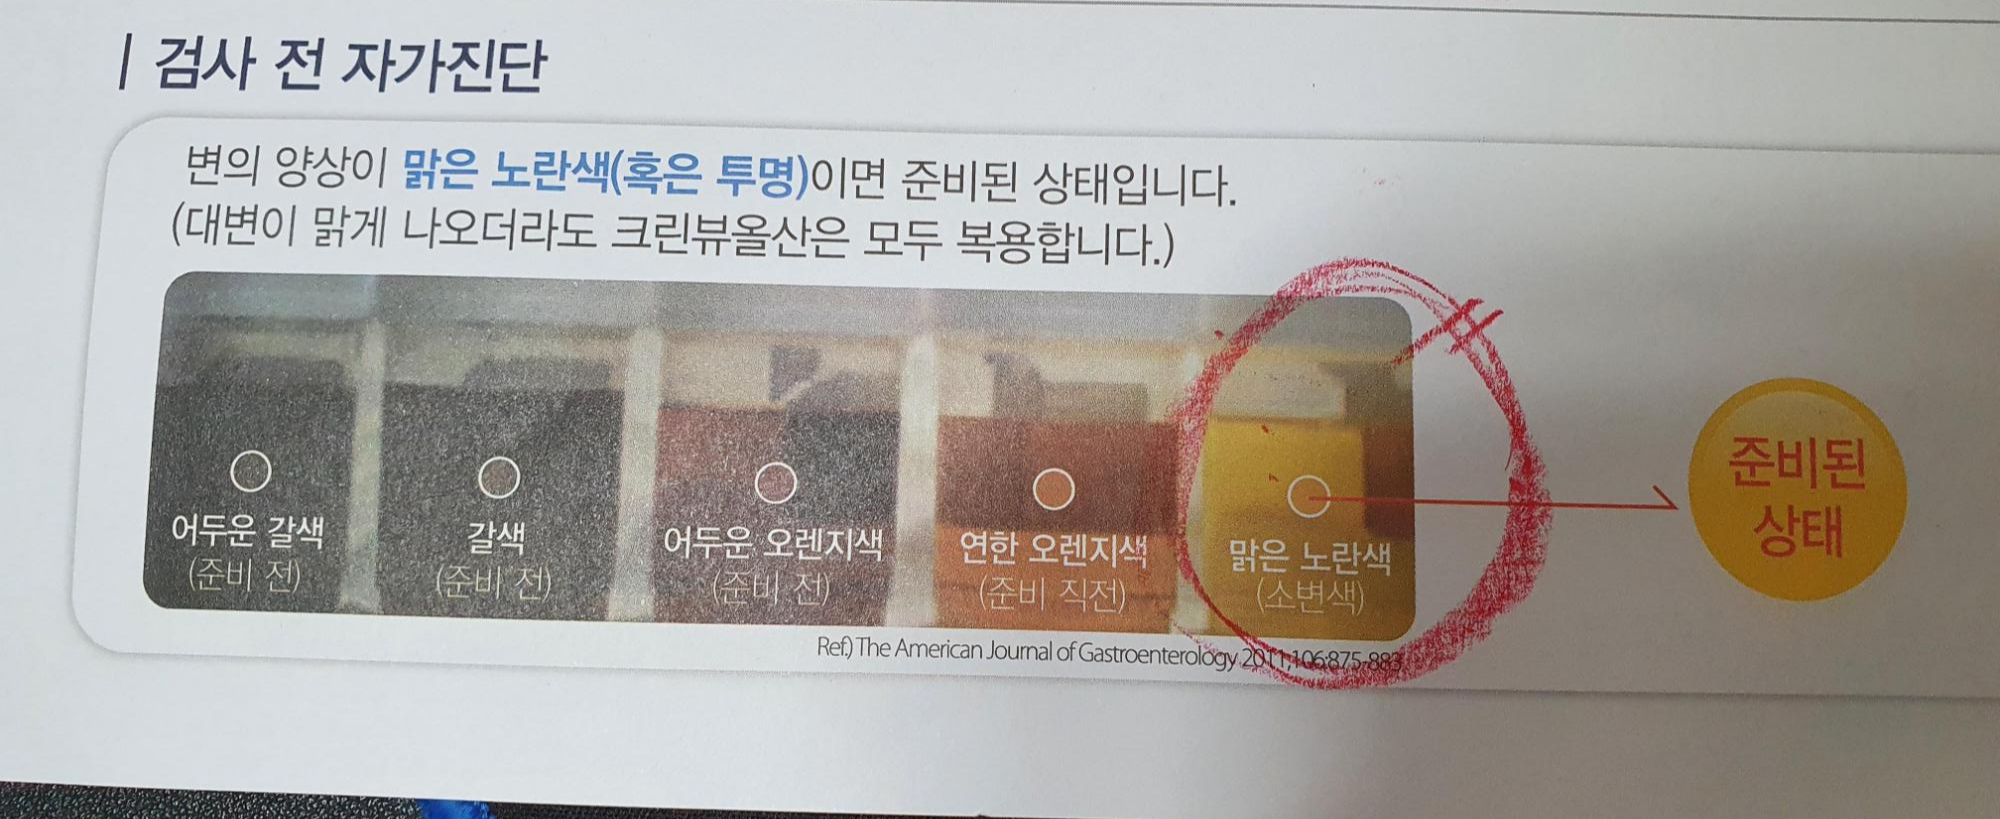 검사 전 자가진단
변의 양상이 맑은 노란색(혹은 투명)이면 준비된 상태입니다.
(대변이 맑게 나오더라도 크린뷰올산은 모두 복용합니다.)
어두운 갈색
(준비 전)
갈색
(준비 전)
어두운 오렌지색
(준비 전)
연한 오렌지색
(준비 직전)
맑은 노란색
(소변색)
준비된
상태
Ref.) The American Journal of Gastroenterology 2011;106:875-883